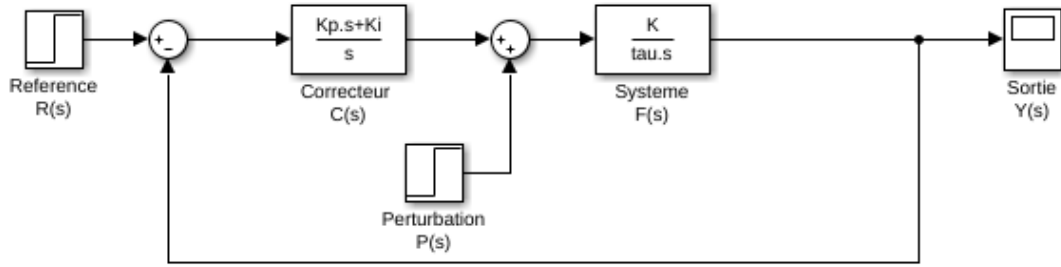 Reference
R(s)
+
-
Kp.s+Ki
s
Correcteur
C(s)
+
+
K
tau.s
Systeme
F(s)
Sortie
Y(s)
Perturbation
P(s)